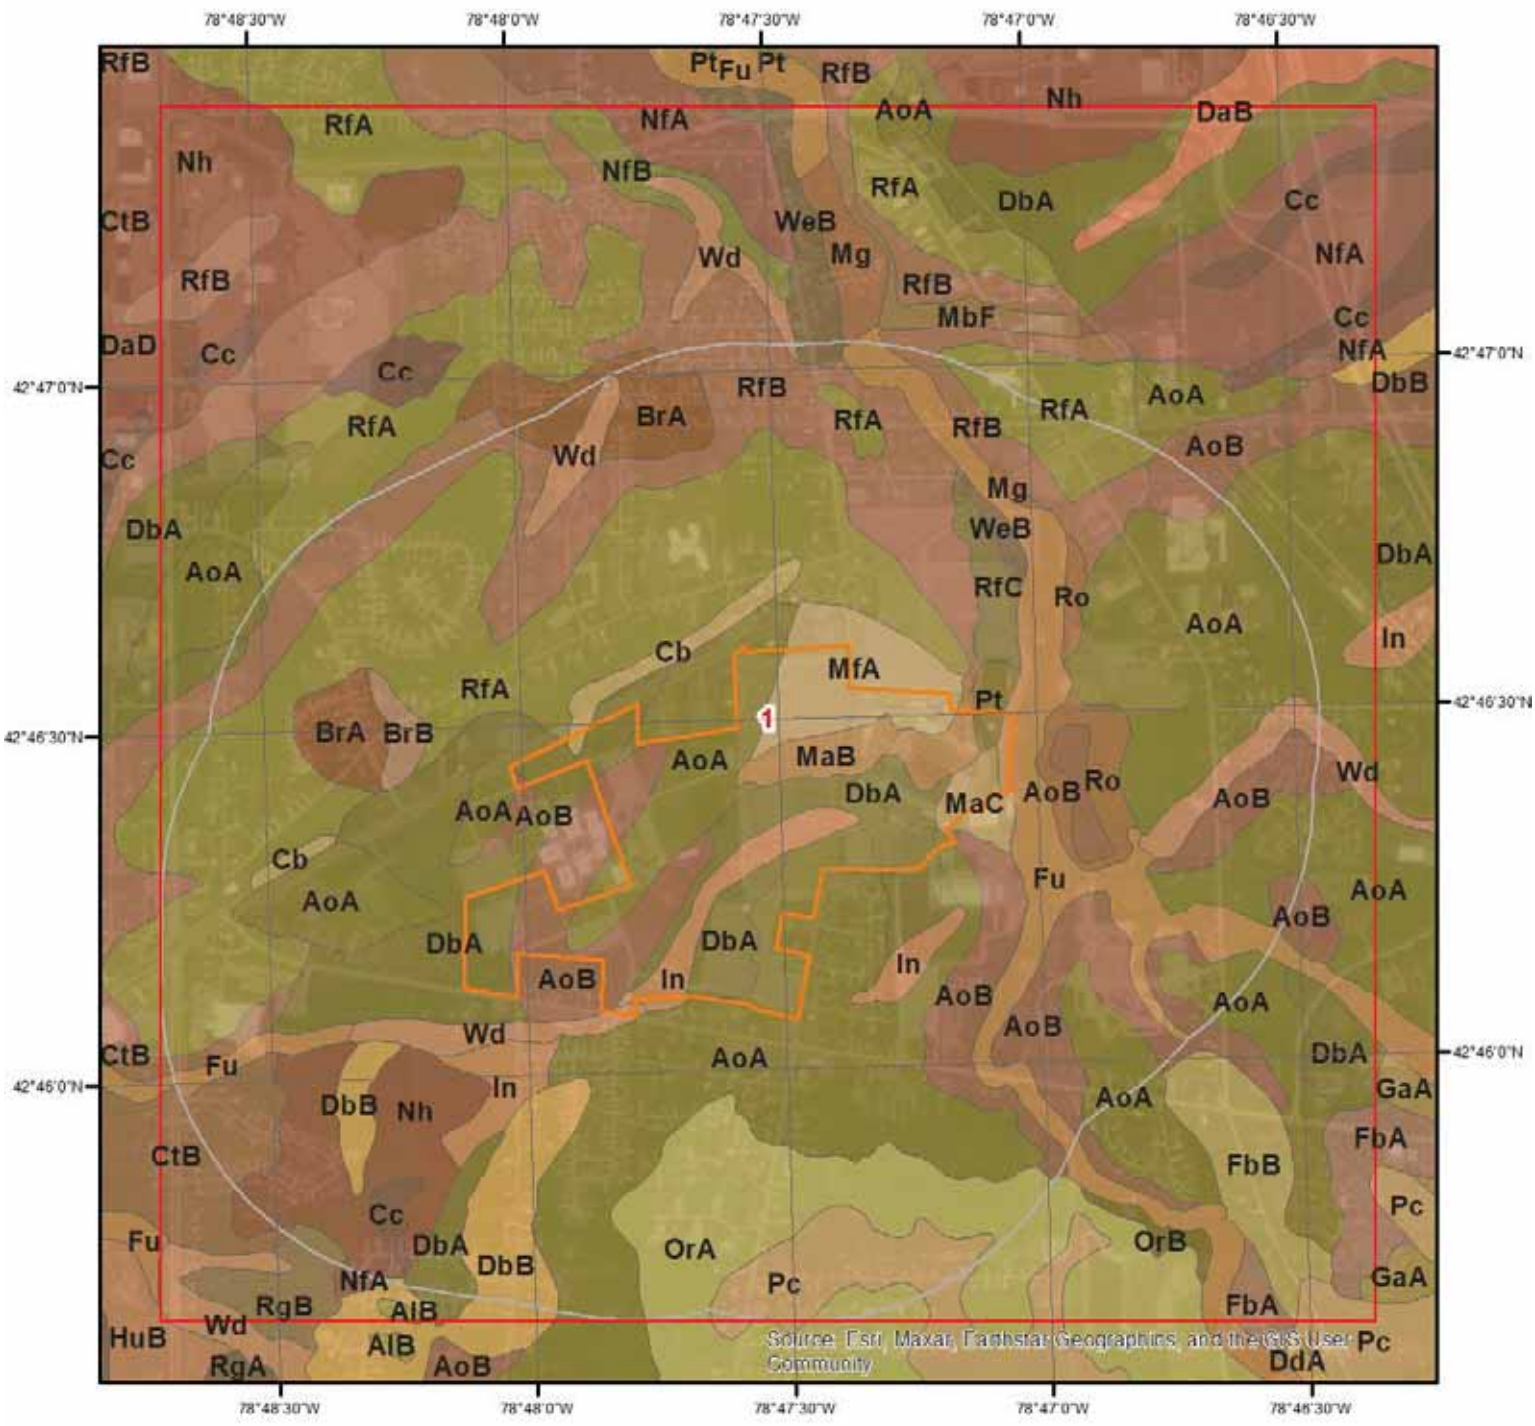 78°48'30"W 78°48'0"W 78°47'30"W 78°47'0"W 78°46'30"W
RfB Pt Fu Pt RfB
Nh
AoA DaB
RfA NfA
Nh NfB
RfA DbA Cc
CtB WeB
Mg NfA
Wd
RfB RfB
MbF Cc
DaD Cc NfA
42°47'0"N
Cc DbB
42°47'0"N
RfB AoA
BrA RfA RfA
RfA RfB
AoB
Cc Wd
Mg
DbA WeB
DbA
AoA RfC Ro
AoA In
Cb
MfA
RfA Pt
42°46'30"N
1
BrA BrB
42°46'30"N
AoA MaB Wd
DbA AoB Ro AoB
AoA AoB MaC
Cb Fu
AoA AoA
AoB
DbA DbA
In In
AoB AoB AoA
Wd AoB
CtB Fu AoA DbA
42°46'0"N
In GaA
42°46'0"N
DbB Nh AoA
FbA
CtB FbB
Pc
Cc
Fu DbA OrA OrB
DbB
NfA Pc GaA
RgB AlB FbA
Wd
HuB AlB Pc
RgA AoB DdA
Source: Esri, Maxar, Earthstar Geographics, and the GIS User
Community
78°48'30"W 78°48'0"W 78°47'30"W 78°47'0"W 78°46'30"W